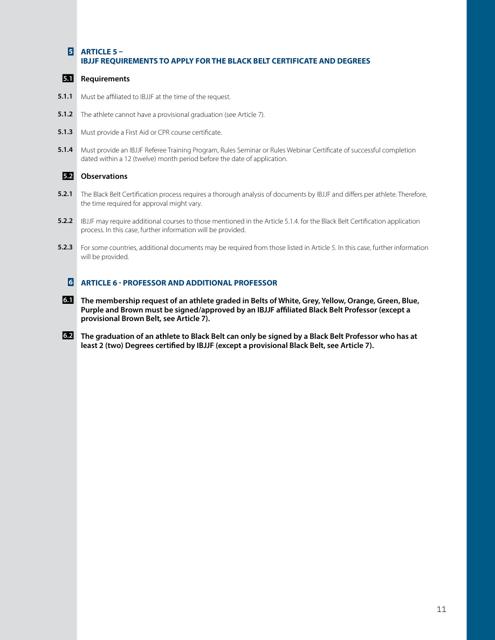 5 ARTICLE 5 –
IBJJF REQUIREMENTS TO APPLY FOR THE BLACK BELT CERTIFICATE AND DEGREES
5.1 Requirements
5.1.1 Must be affiliated to IBJJF at the time of the request.
5.1.2 The athlete cannot have a provisional graduation (see Article 7).
5.1.3 Must provide a First Aid or CPR course certificate.
5.1.4 Must provide an IBJJF Referee Training Program, Rules Seminar or Rules Webinar Certificate of successful completion
dated within a 12 (twelve) month period before the date of application.
5.2 Observations
5.2.1 The Black Belt Certification process requires a thorough analysis of documents by IBJJF and differs per athlete. Therefore,
the time required for approval might vary.
5.2.2 IBJJF may require additional courses to those mentioned in the Article 5.1.4. for the Black Belt Certification application
process. In this case, further information will be provided.
5.2.3 For some countries, additional documents may be required from those listed in Article 5. In this case, further information
will be provided.
6 ARTICLE 6 - PROFESSOR AND ADDITIONAL PROFESSOR
6.1 The membership request of an athlete graded in Belts of White, Grey, Yellow, Orange, Green, Blue,
Purple and Brown must be signed/approved by an IBJJF affiliated Black Belt Professor (except a
provisional Brown Belt, see Article 7).
6.2 The graduation of an athlete to Black Belt can only be signed by a Black Belt Professor who has at
least 2 (two) Degrees certified by IBJJF (except a provisional Black Belt, see Article 7).
11